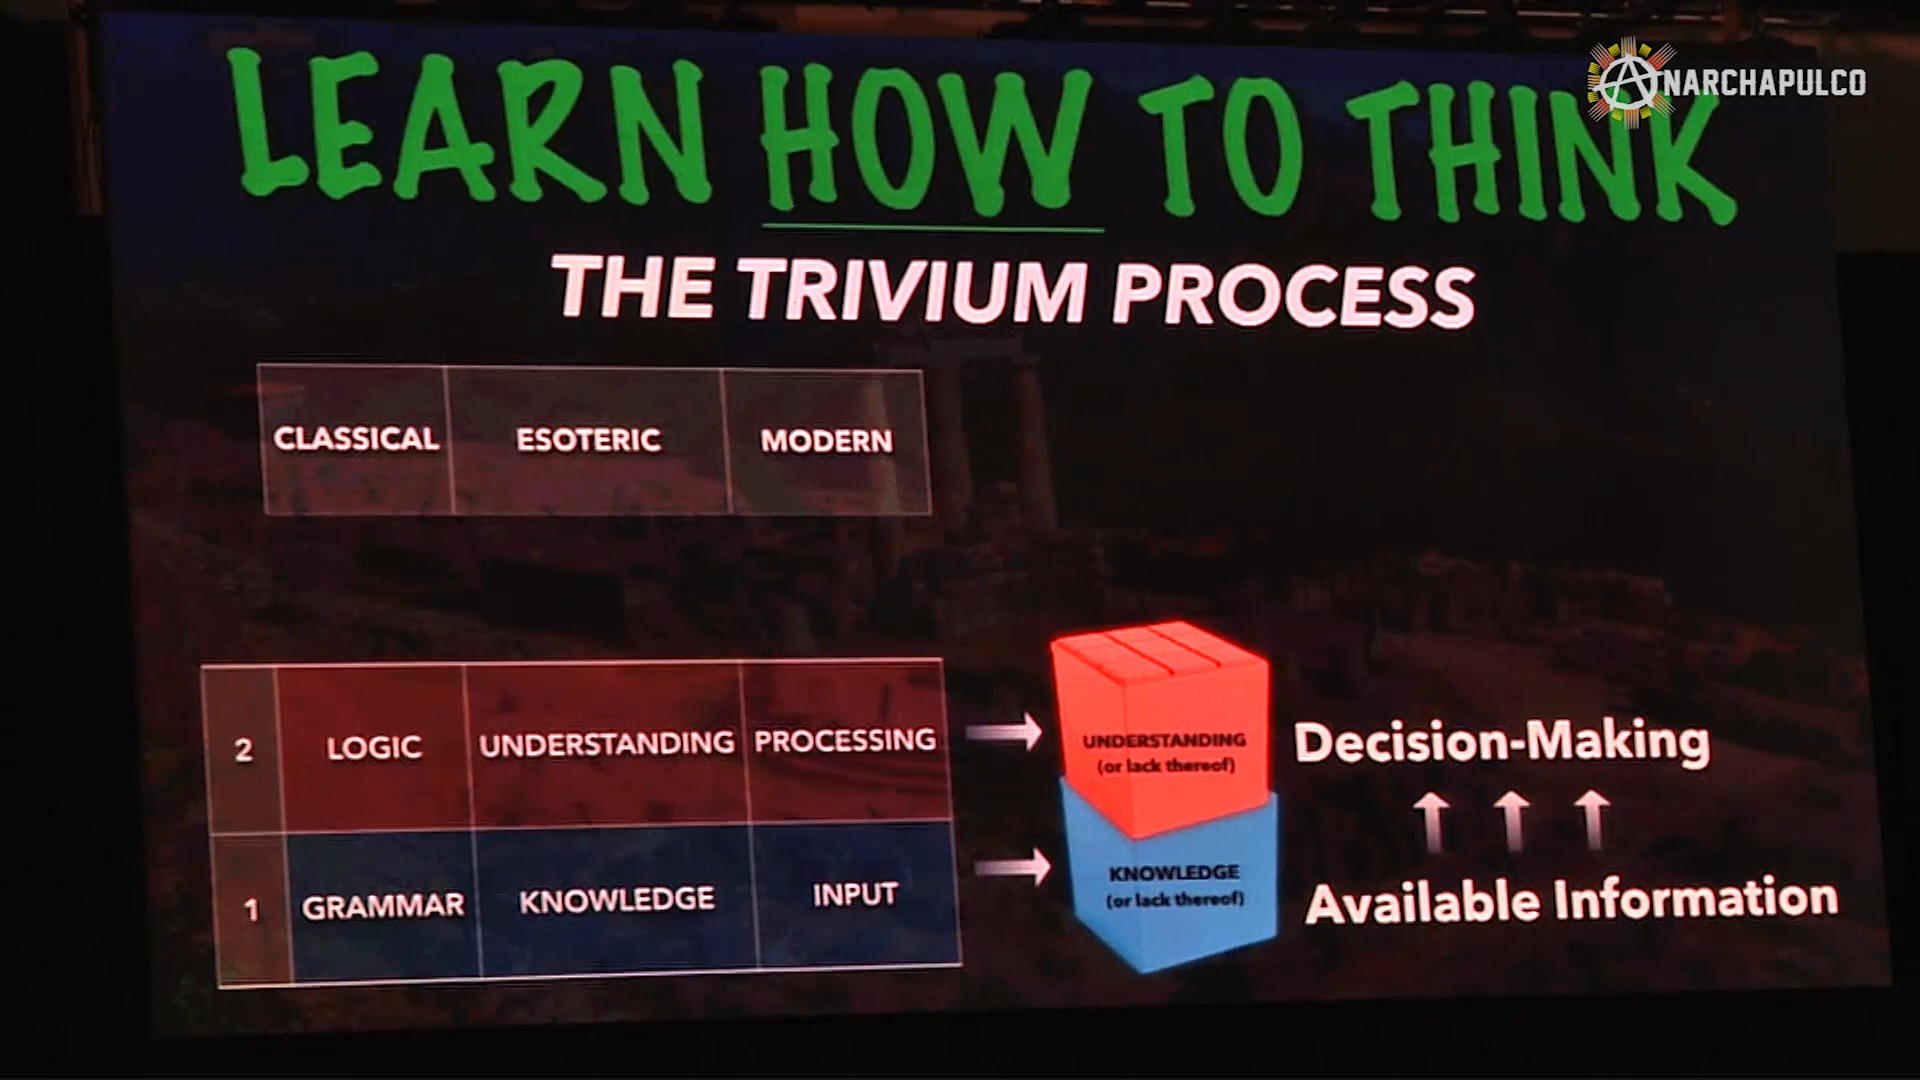 ANARCHAPULCO
LEARN HOW TO THINK
THE TRIVIUM PROCESS
CLASSICAL ESOTERIC MODERN
2 LOGIC UNDERSTANDING PROCESSING
UNDERSTANDING
(or lack thereof)
Decision-Making
1 GRAMMAR KNOWLEDGE INPUT
KNOWLEDGE
(or lack thereof)
Available Information